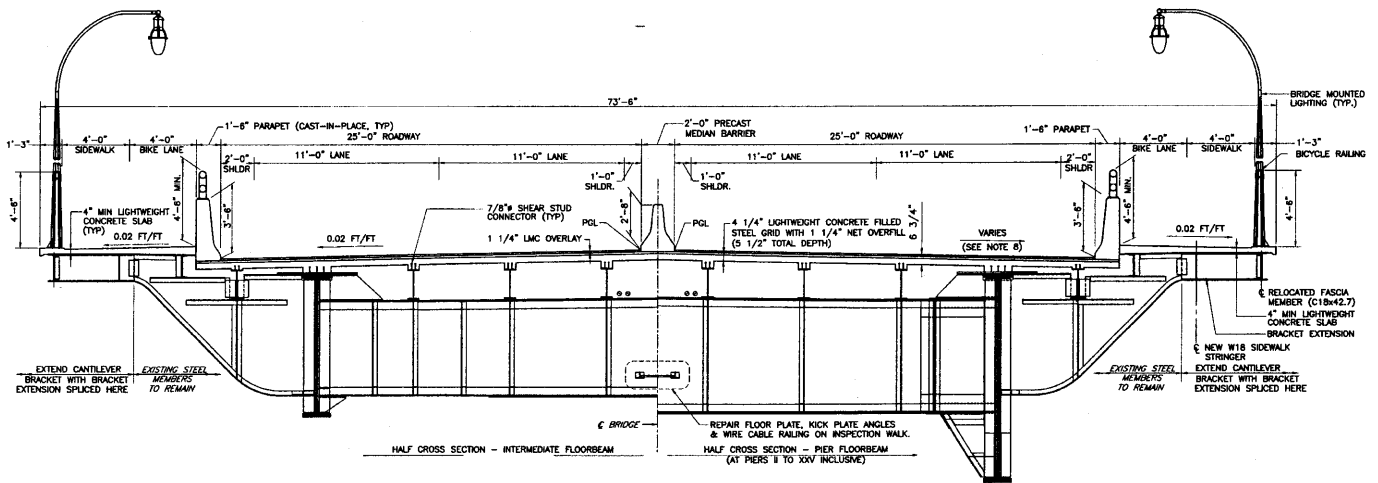 73'-6"
BRIDGE MOUNTED
LIGHTING (TYP.)
1'-6" PARAPET (CAST-IN-PLACE, TYP)
2'-0" PRECAST
MEDIAN BARRIER
1'-6" PARAPET
1'-3"
4'-0"
SIDEWALK
4'-0"
BIKE LANE
25'-0" ROADWAY
25'-0" ROADWAY
4'-0"
BIKE LANE
4'-0"
SIDEWALK
1'-3"
BICYCLE RAILING
2'-0"
SHLDR
11'-0" LANE
11'-0" LANE
1'-0"
SHLDR.
1'-0"
SHLDR.
11'-0" LANE
11'-0" LANE
2'-0"
SHLDR
4'-6"
4'-6" MIN.
3'-6"
2'-8"
6 3/4"
3'-6"
4'-6" MIN.
4'-6"
4" MIN LIGHTWEIGHT
CONCRETE SLAB
(TYP)
0.02 FT/FT
0.02 FT/FT
7/8"ø SHEAR STUD
CONNECTOR (TYP)
1 1/4" LMC OVERLAY
PGL
PGL
4 1/4" LIGHTWEIGHT CONCRETE FILLED
STEEL GRID WITH 1 1/4" NET OVERFILL
(5 1/2" TOTAL DEPTH)
VARIES
(SEE NOTE 8)
0.02 FT/FT
℄ RELOCATED FASCIA
MEMBER (C18x42.7)
4" MIN LIGHTWEIGHT
CONCRETE SLAB
BRACKET EXTENSION
℄ NEW W18 SIDEWALK
STRINGER
EXTEND CANTILEVER
BRACKET WITH BRACKET
EXTENSION SPLICED HERE
EXISTING STEEL
MEMBERS
TO REMAIN
EXISTING STEEL
MEMBERS
TO REMAIN
EXTEND CANTILEVER
BRACKET WITH BRACKET
EXTENSION SPLICED HERE
℄ BRIDGE
REPAIR FLOOR PLATE, KICK PLATE ANGLES
& WIRE CABLE RAILING ON INSPECTION WALK.
HALF CROSS SECTION - INTERMEDIATE FLOORBEAM
HALF CROSS SECTION - PIER FLOORBEAM
(AT PIERS II TO XXV INCLUSIVE)